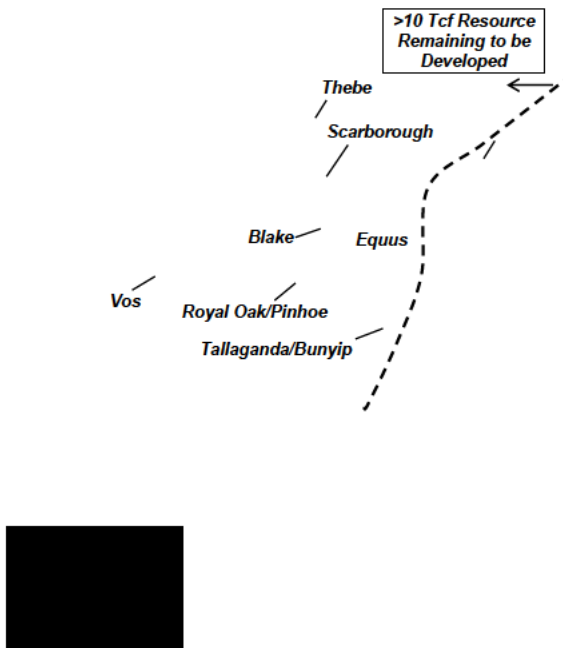 >10 Tcf Resource
Remaining to be
Developed
Thebe
Scarborough
Blake
Equus
Vos
Royal Oak/Pinhoe
Tallaganda/Bunyip